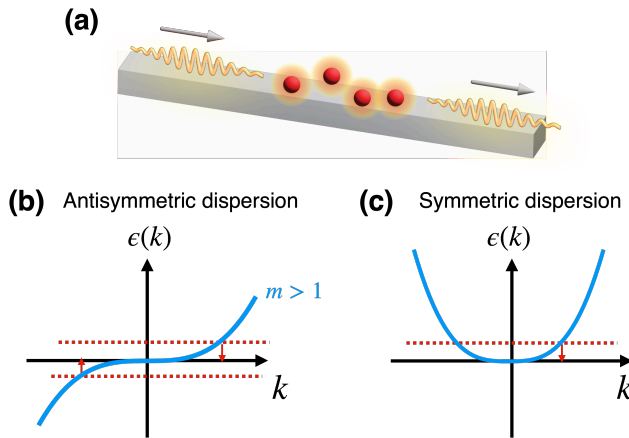 (a)
(b) Antisymmetric dispersion
(c) Symmetric dispersion
ϵ(k)
ϵ(k)
m > 1
k
k